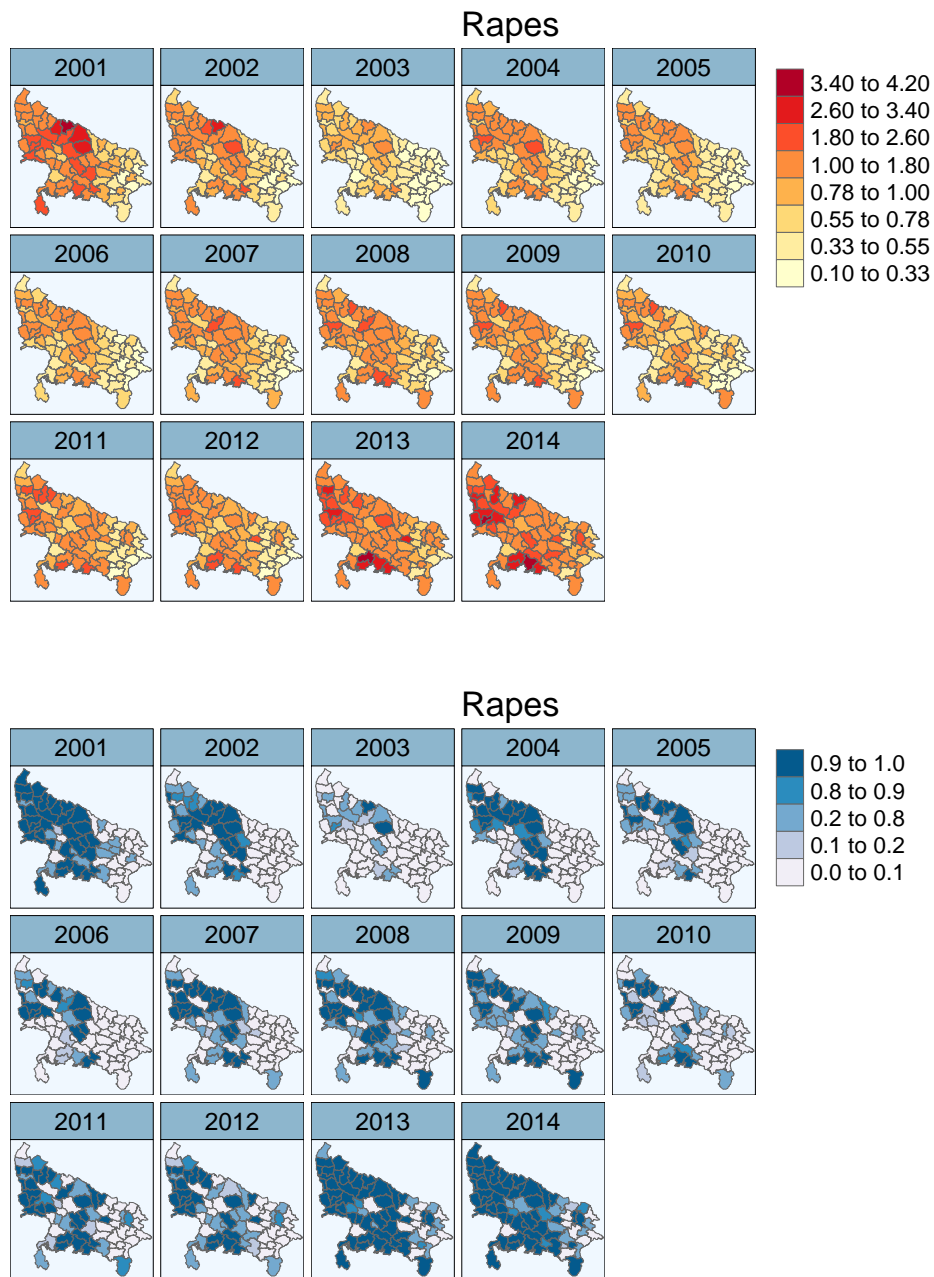 Rapes
2001 2002 2003 2004 2005
3.40 to 4.20
2.60 to 3.40
1.80 to 2.60
1.00 to 1.80
0.78 to 1.00
0.55 to 0.78
0.33 to 0.55
0.10 to 0.33
2006 2007 2008 2009 2010
2011 2012 2013 2014
Rapes
2001 2002 2003 2004 2005
0.9 to 1.0
0.8 to 0.9
0.2 to 0.8
0.1 to 0.2
0.0 to 0.1
2006 2007 2008 2009 2010
2011 2012 2013 2014